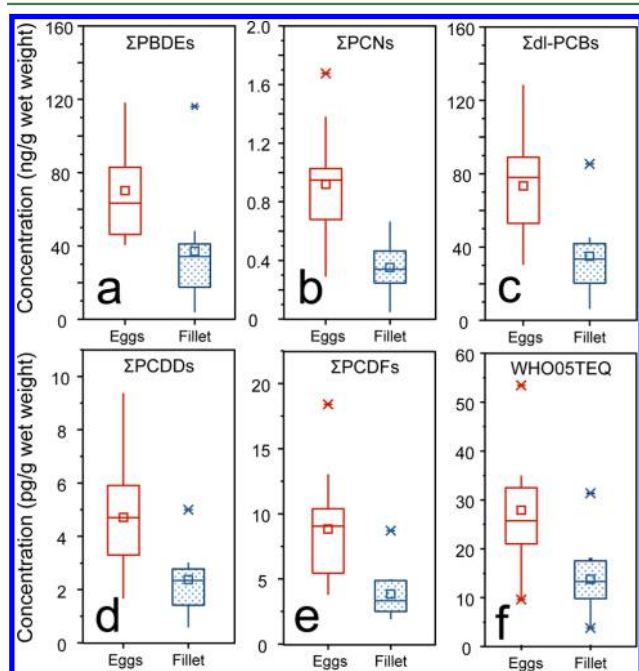 ΣPBDEs ΣPCNs Σdl-PCBs
Concentration (ng/g wet weight)
160 120 80 40 0
2.0 1.6 1.2 0.8 0.4 0
160 120 80 40 0
a b c
Eggs Fillet Eggs Fillet Eggs Fillet
ΣPCDDs ΣPCDFs WHO05TEQ
Concentration (pg/g wet weight)
10 8 6 4 2 0
20 15 10 5 0
60 50 40 30 20 10 0
d e f
Eggs Fillet Eggs Fillet Eggs Fillet